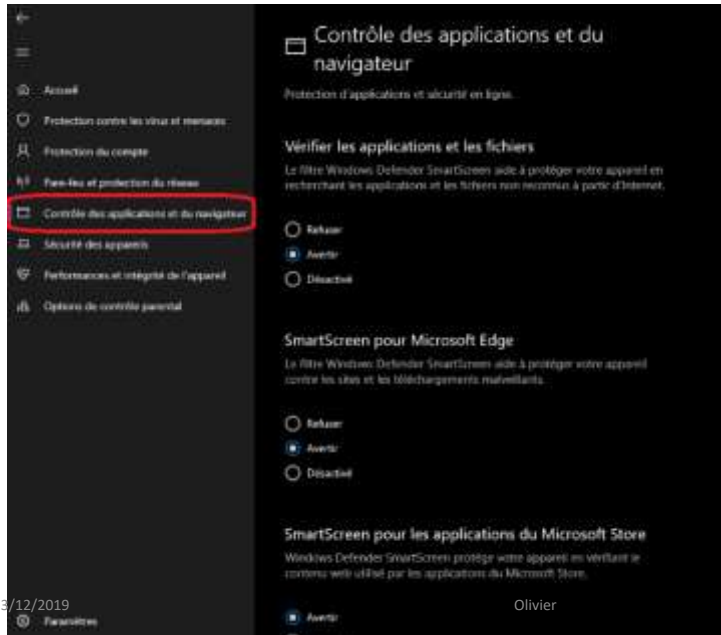 Accueil
Protection contre les virus et menaces
Protection du compte
Pare-feu et protection du réseau
Contrôle des applications et du navigateur
Sécurité des appareils
Performances et intégrité de l'appareil
Options de contrôle parental
Paramètres
Contrôle des applications et du
navigateur
Protection d'applications et sécurité en ligne.
Vérifier les applications et les fichiers
Le filtre Windows Defender SmartScreen aide à protéger votre appareil en
recherchant les applications et les fichiers non reconnus à partir d'Internet.
Refuser
Avertir
Désactivé
SmartScreen pour Microsoft Edge
Le filtre Windows Defender SmartScreen aide à protéger votre appareil
contre les sites et les téléchargements malveillants.
Refuser
Avertir
Désactivé
SmartScreen pour les applications du Microsoft Store
Windows Defender SmartScreen protège votre appareil en vérifiant le
contenu web utilisé par les applications du Microsoft Store.
Avertir
3/12/2019
Olivier